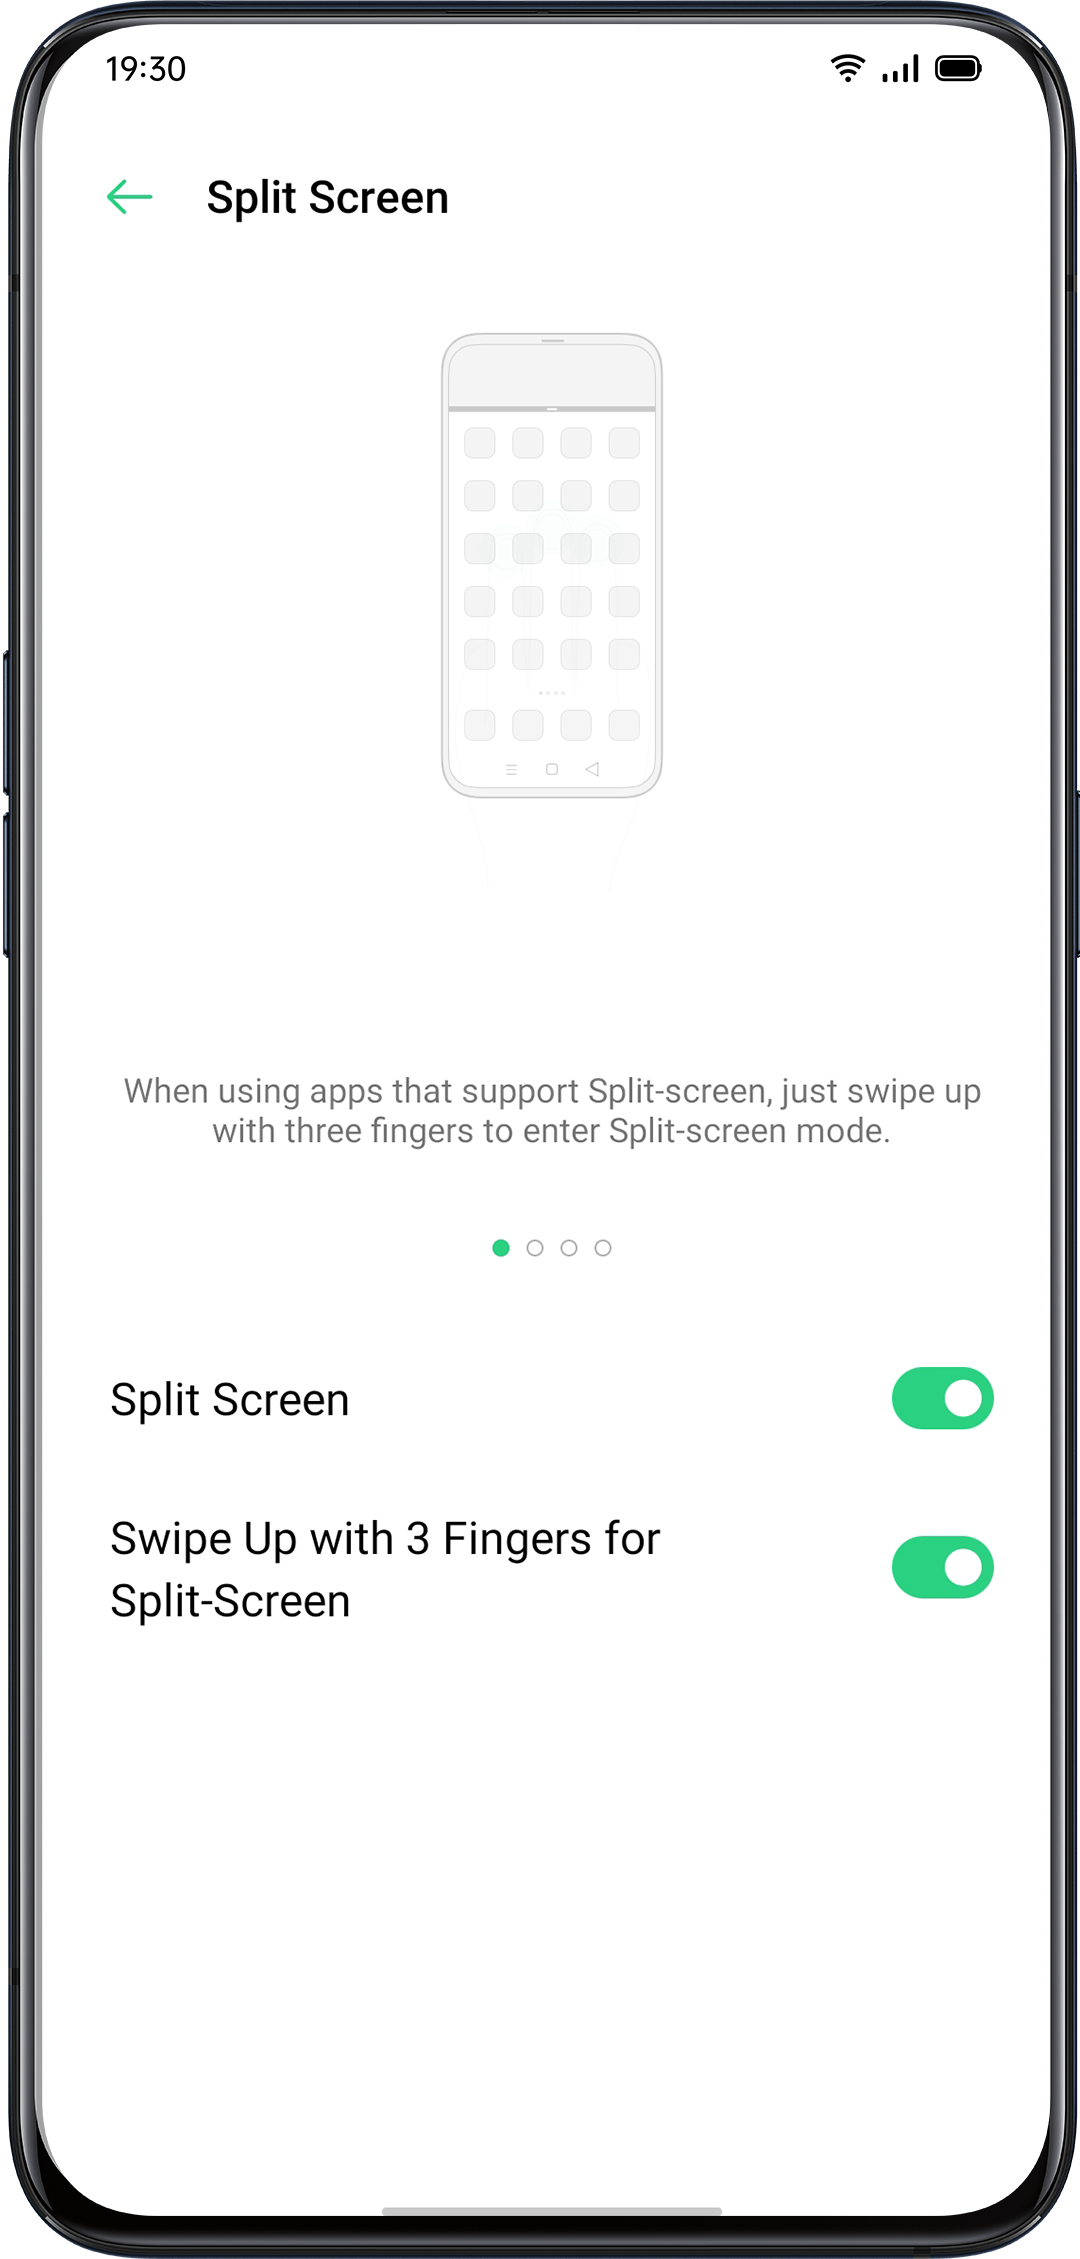 19:30
Split Screen
When using apps that support Split-screen, just swipe up
with three fingers to enter Split-screen mode.
Split Screen
Swipe Up with 3 Fingers for
Split-Screen